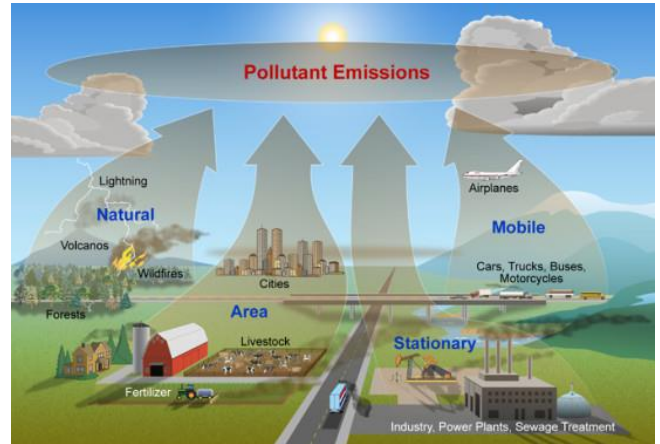 Pollutant Emissions
Lightning
Natural
Volcanos
Wildfires
Forests
Airplanes
Mobile
Cars, Trucks, Buses,
Motorcycles
Cities
Area
Livestock
Fertilizer
Stationary
Industry, Power Plants, Sewage Treatment